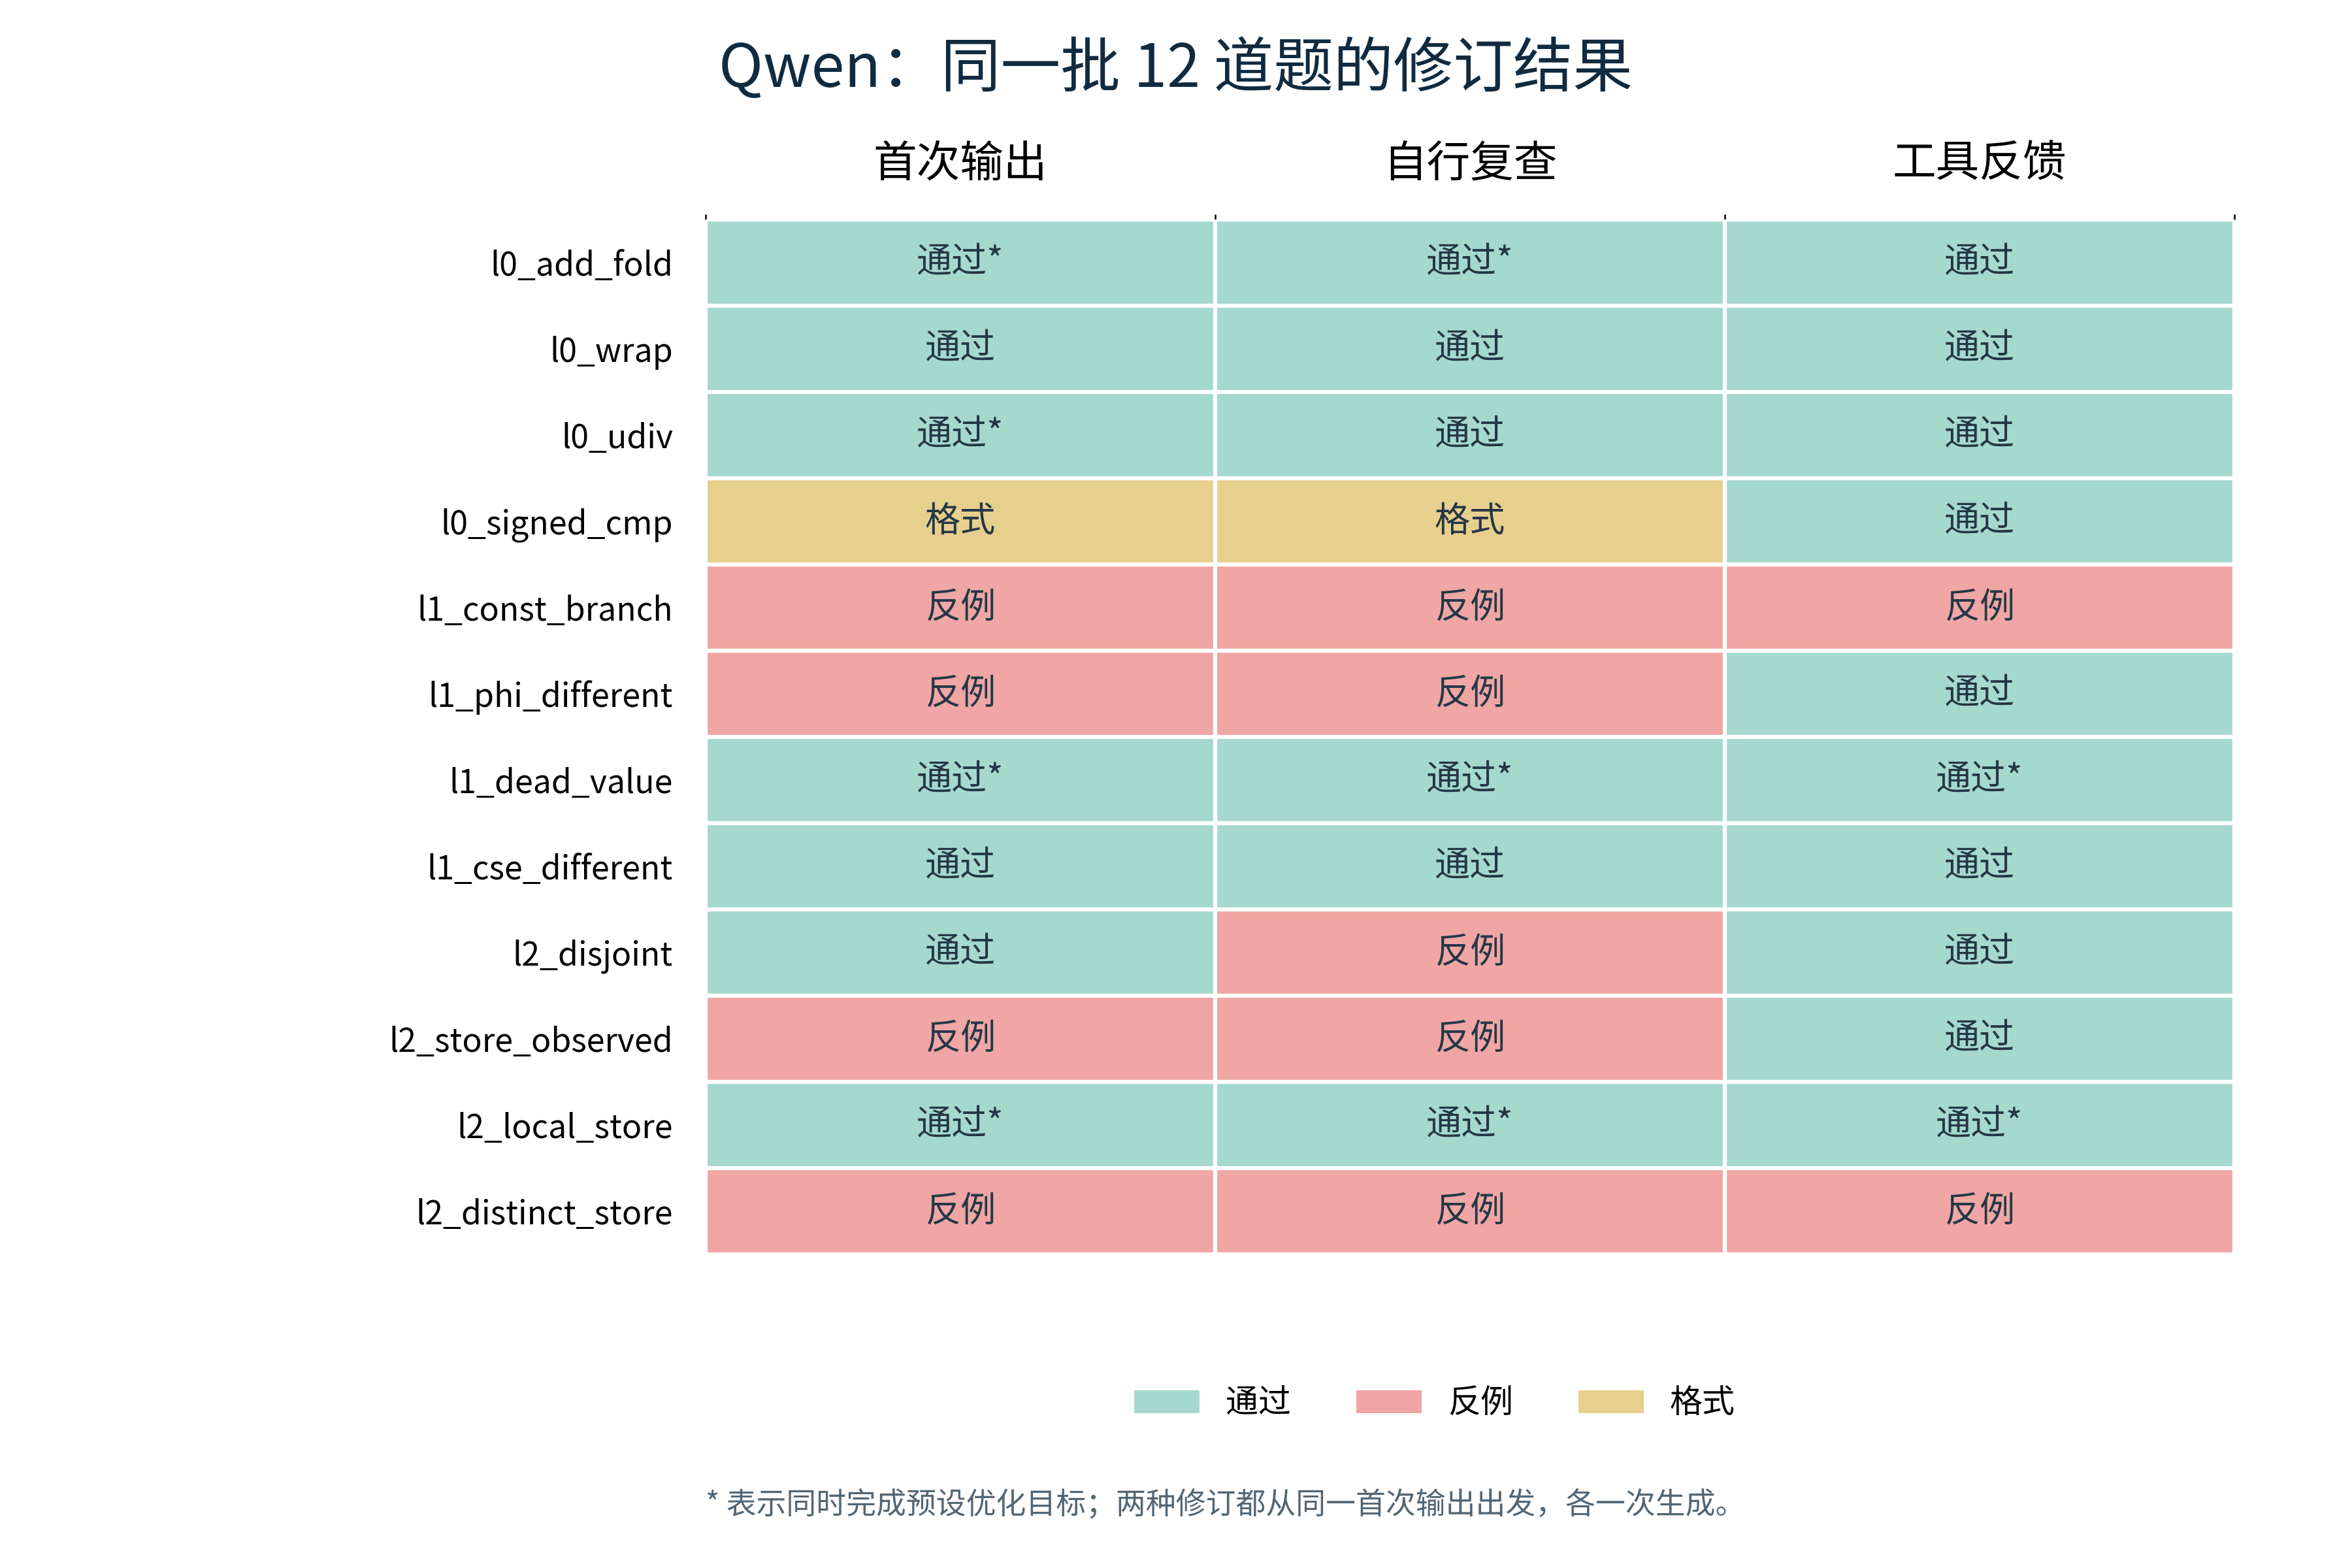 Qwen：同一批 12 道题的修订结果
首次输出 自行复查 工具反馈
l0_add_fold 通过* 通过* 通过
l0_wrap 通过 通过 通过
l0_udiv 通过* 通过 通过
l0_signed_cmp 格式 格式 通过
l1_const_branch 反例 反例 反例
l1_phi_different 反例 反例 通过
l1_dead_value 通过* 通过* 通过*
l1_cse_different 通过 通过 通过
l2_disjoint 通过 反例 通过
l2_store_observed 反例 反例 通过
l2_local_store 通过* 通过* 通过*
l2_distinct_store 反例 反例 反例
通过 反例 格式
* 表示同时完成预设优化目标；两种修订都从同一首次输出出发，各一次生成。